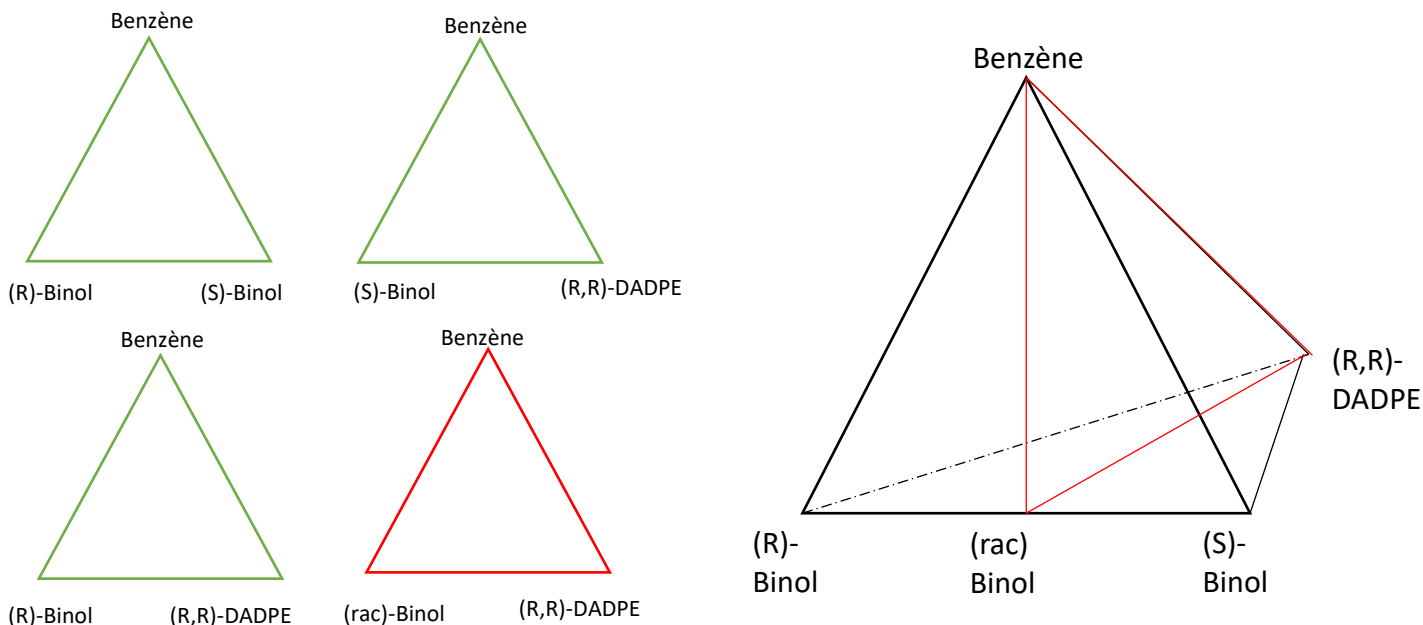 Benzène
(R)-Binol
(S)-Binol
Benzène
(S)-Binol
(R,R)-DADPE
Benzène
(R)-Binol
(R,R)-DADPE
Benzène
(rac)-Binol
(R,R)-DADPE
Benzène
(R,R)-
DADPE
(R)-
Binol
(rac)
Binol
(S)-
Binol